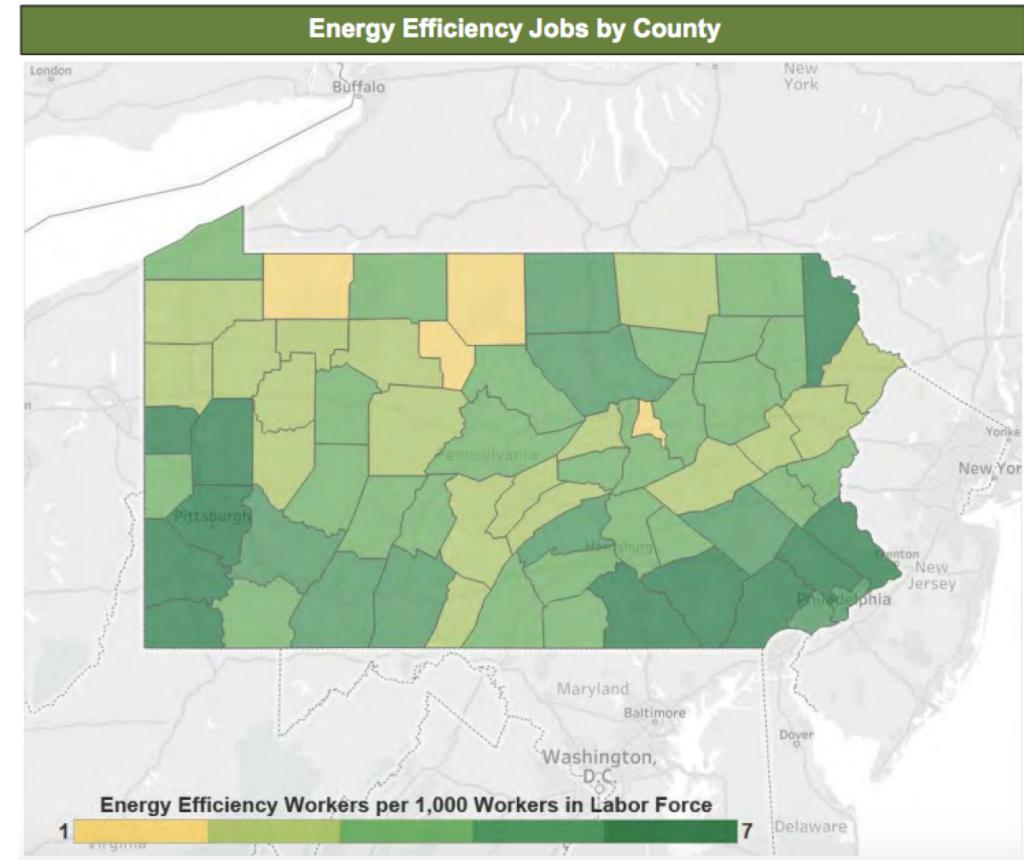 Energy Efficiency Jobs by County
London
Buffalo
New
York
Yonke
New Yor
Pennsylvania
Pittsburgh
Harrisburg
Trenton
New
Jersey
Philadelphia
Maryland
Baltimore
Dover
Washington,
D.C.
Energy Efficiency Workers per 1,000 Workers in Labor Force
1
7
Delaware
Virginia